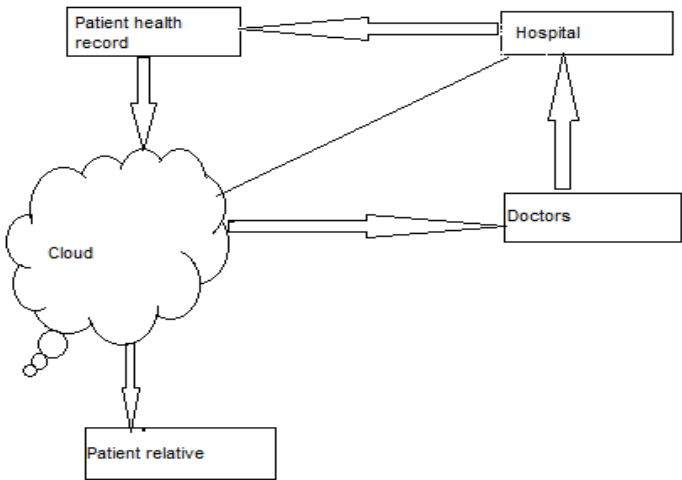 Patient health
record
Hospital
Doctors
Cloud
Patient relative